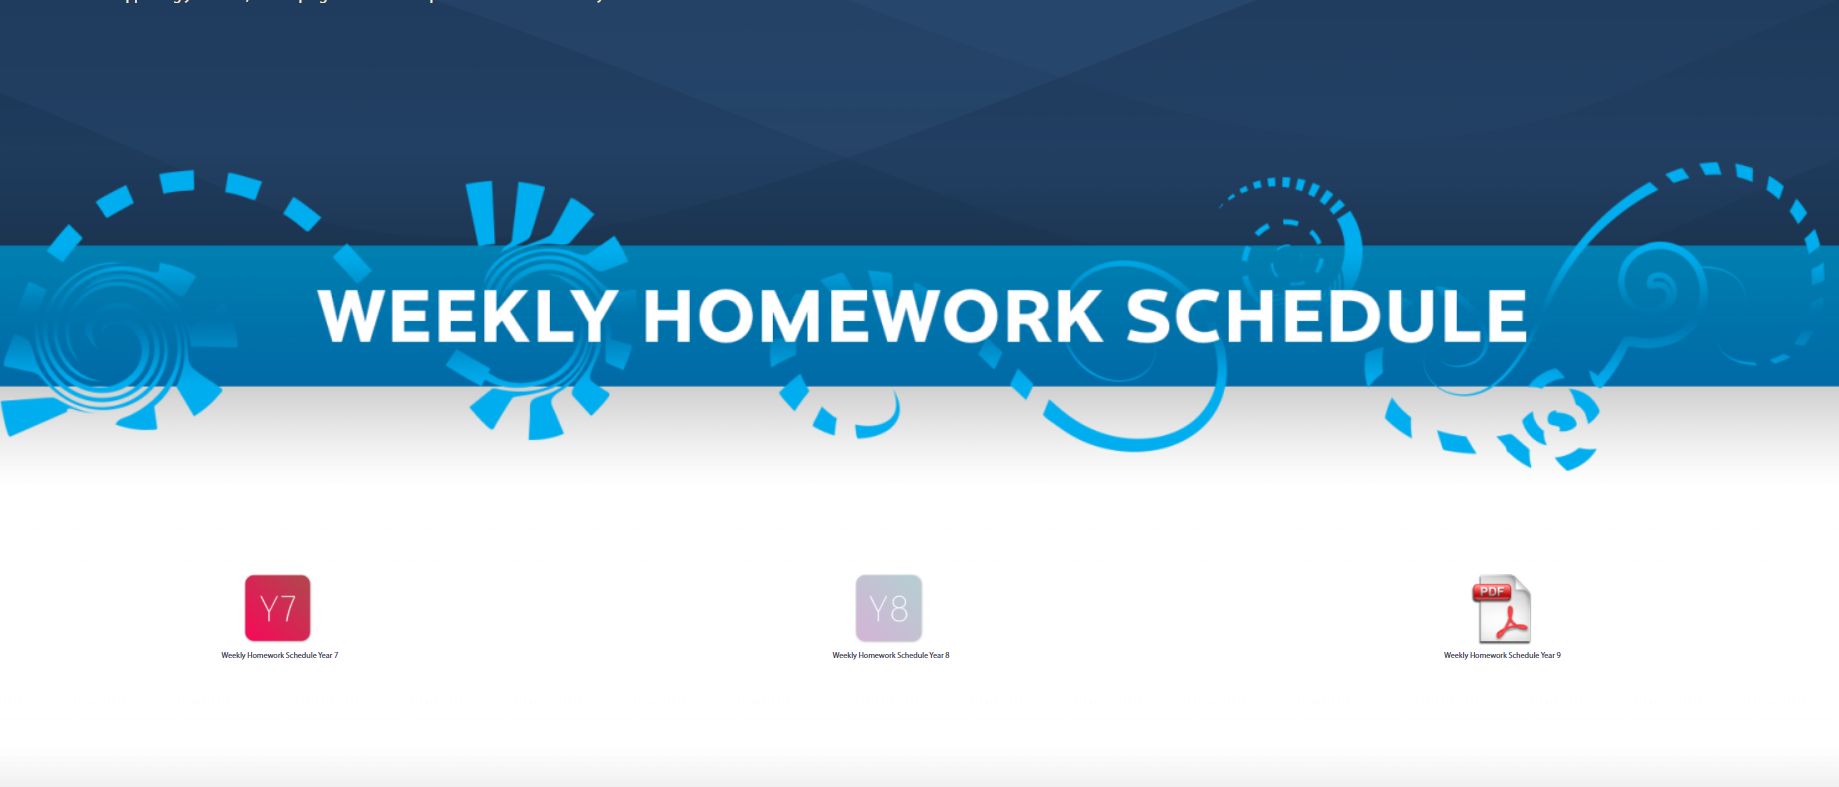 WEEKLY HOMEWORK SCHEDULE
Y7
Y8
PDF
Weekly Homework Schedule Year 7
Weekly Homework Schedule Year 8
Weekly Homework Schedule Year 9